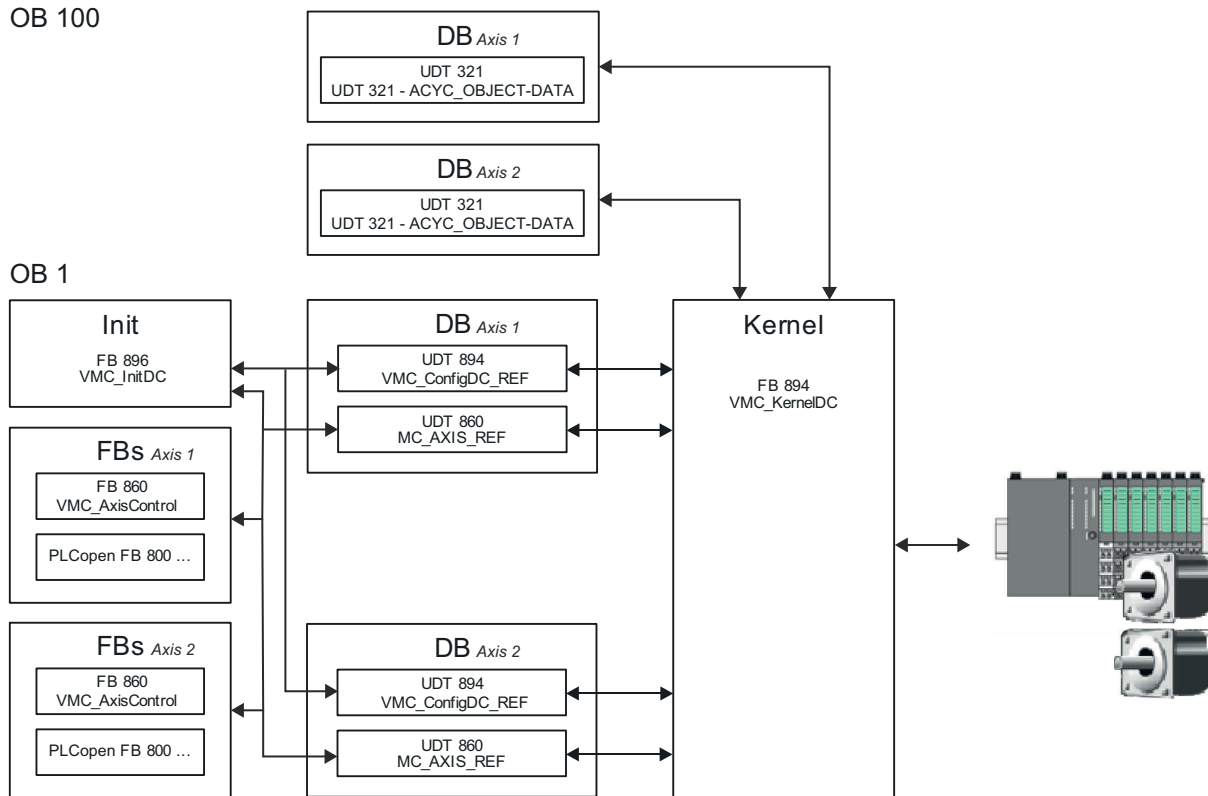 OB 100
DB Axis 1
UDT 321
UDT 321 - ACYC_OBJECT-DATA
DB Axis 2
UDT 321
UDT 321 - ACYC_OBJECT-DATA
OB 1
Init
FB 896
VMC_InitDC
FBs Axis 1
FB 860
VMC_AxisControl
PLCopen FB 800 ...
FBs Axis 2
FB 860
VMC_AxisControl
PLCopen FB 800 ...
DB Axis 1
UDT 894
VMC_ConfigDC_REF
UDT 860
MC_AXIS_REF
DB Axis 2
UDT 894
VMC_ConfigDC_REF
UDT 860
MC_AXIS_REF
Kernel
FB 894
VMC_KernelDC